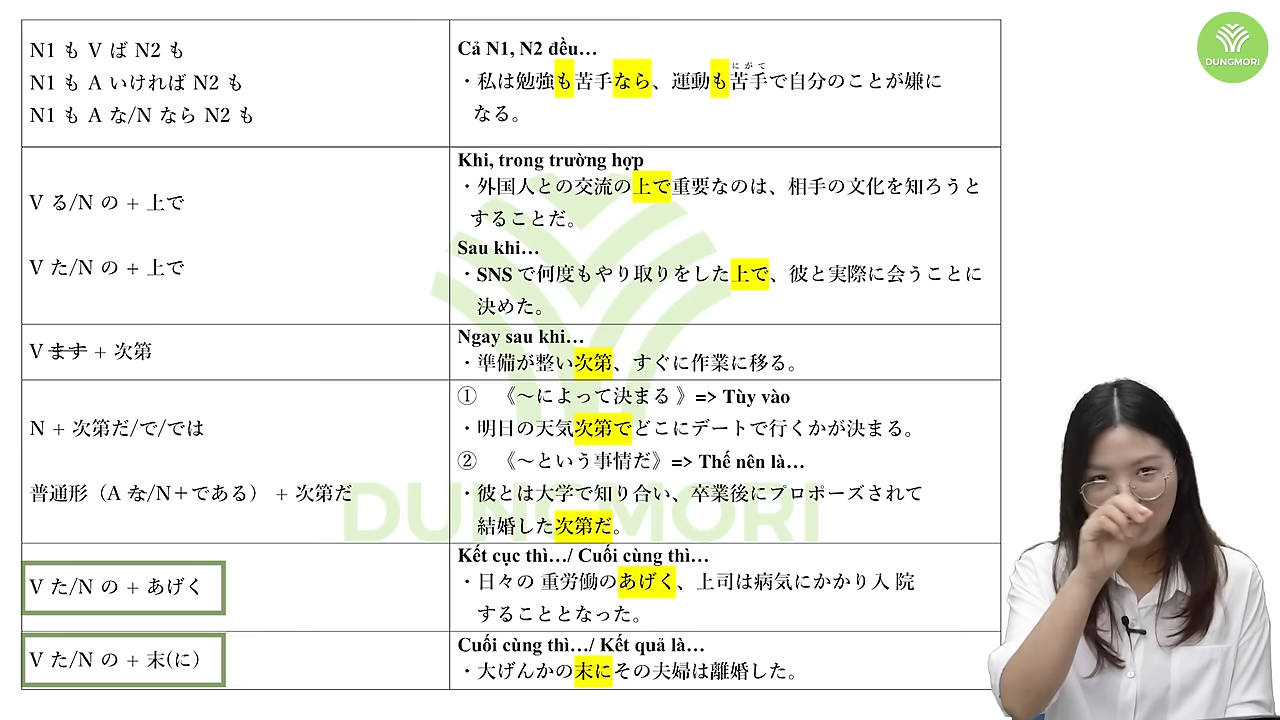 N1 も V ば N2 も
N1 も A いければ N2 も
N1 も A な/N なら N2 も
Cả N1, N2 đều…
・私は勉強も苦手なら、運動も苦手で自分のことが嫌に
にがて
なる。
V る/N の + 上で
V た/N の + 上で
Khi, trong trường hợp
・外国人との交流の上で重要なのは、相手の文化を知ろうと
することだ。
Sau khi…
・SNS で何度もやり取りをした上で、彼と実際に会うことに
決めた。
V ます + 次第
Ngay sau khi…
・準備が整い次第、すぐに作業に移る。
N + 次第だ/で/では
普通形（A な/N＋である） + 次第だ
① 《～によって決まる 》=> Tùy vào
・明日の天気次第でどこにデートで行くかが決まる。
② 《～という事情だ》=> Thế nên là…
・彼とは大学で知り合い、卒業後にプロポーズされて
結婚した次第だ。
V た/N の + あげく
Kết cục thì…/ Cuối cùng thì…
・日々の 重労働のあげく、上司は病気にかかり入 院
することとなった。
V た/N の + 末(に）
Cuối cùng thì…/ Kết quả là…
・大げんかの末にその夫婦は離婚した。
DUNGMORI
DUNGMORI